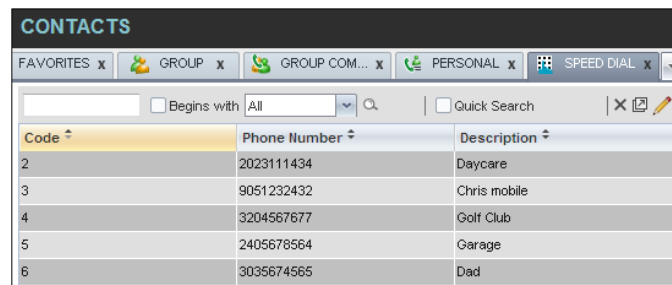 CONTACTS
FAVORITES x GROUP x GROUP COM... x PERSONAL x SPEED DIAL x
Begins with All Quick Search
Code Phone Number Description
2 2023111434 Daycare
3 9051232432 Chris mobile
4 3204567677 Golf Club
5 2405678564 Garage
6 3035674565 Dad